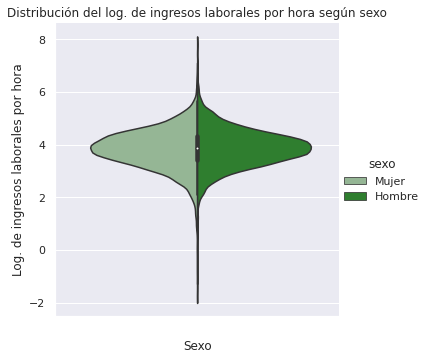 Distribución del log. de ingresos laborales por hora según sexo
8
6
4
2
0
−2
Log. de ingresos laborales por hora
Sexo
sexo
Mujer
Hombre